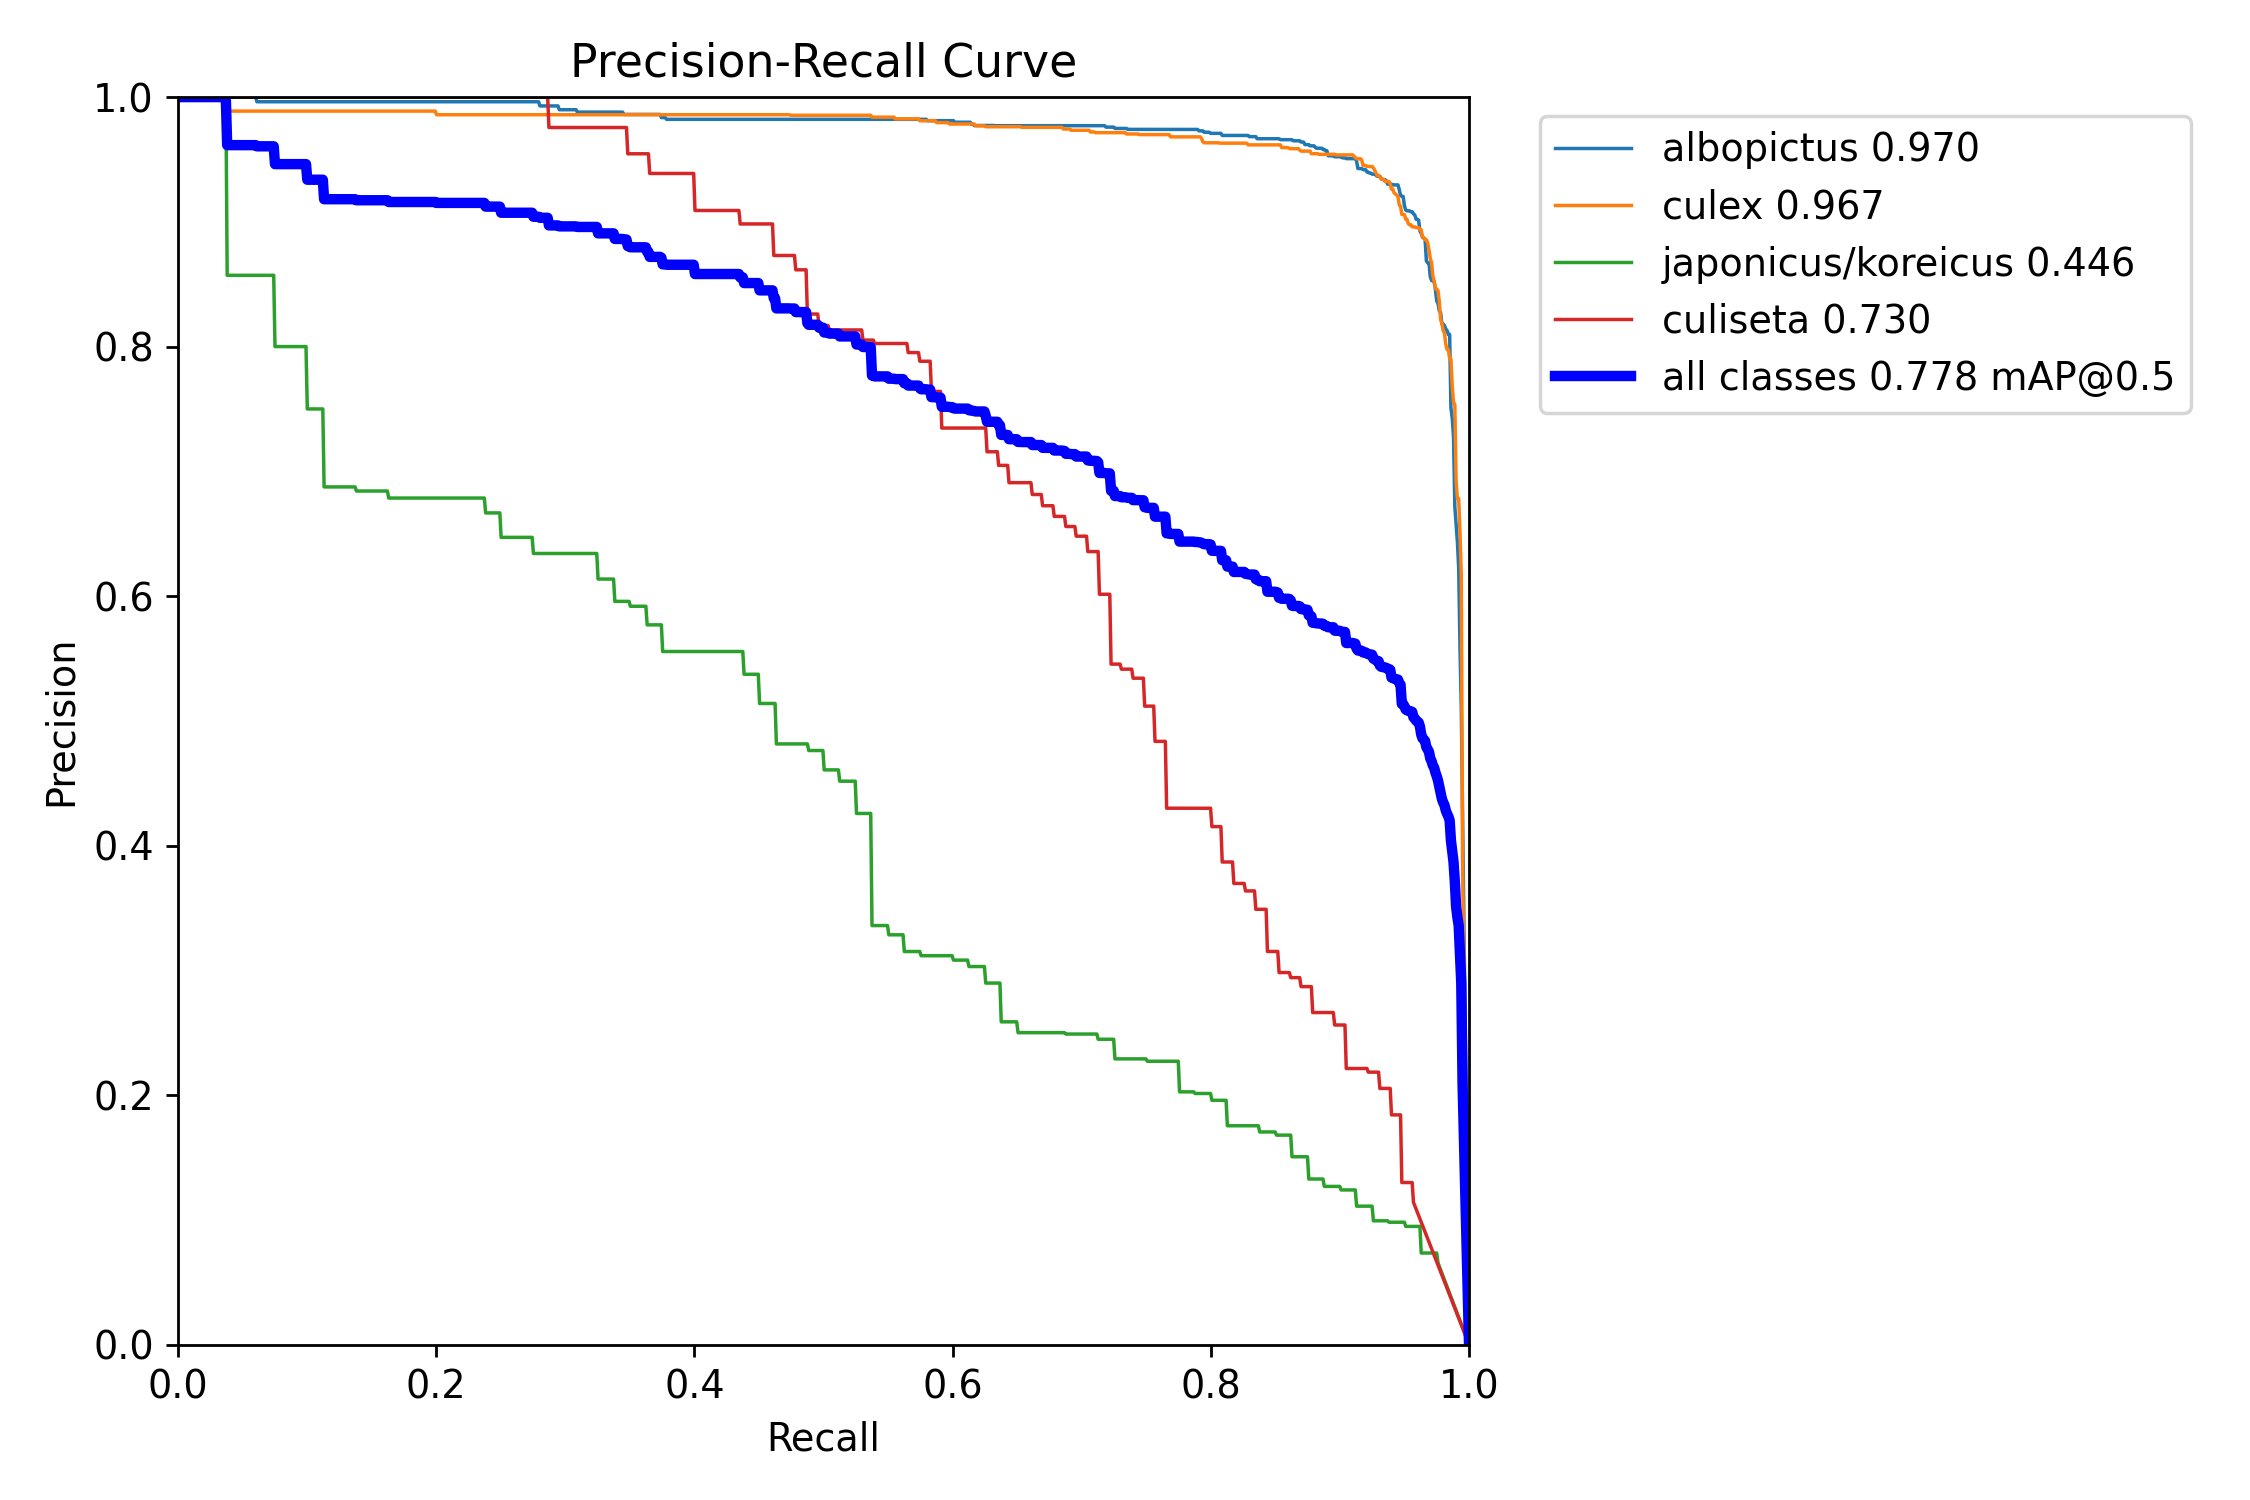 Precision-Recall Curve
1.0
0.8
0.6
0.4
0.2
0.0
Precision
0.0 0.2 0.4 0.6 0.8 1.0
Recall
albopictus 0.970
culex 0.967
japonicus/koreicus 0.446
culiseta 0.730
all classes 0.778 mAP@0.5